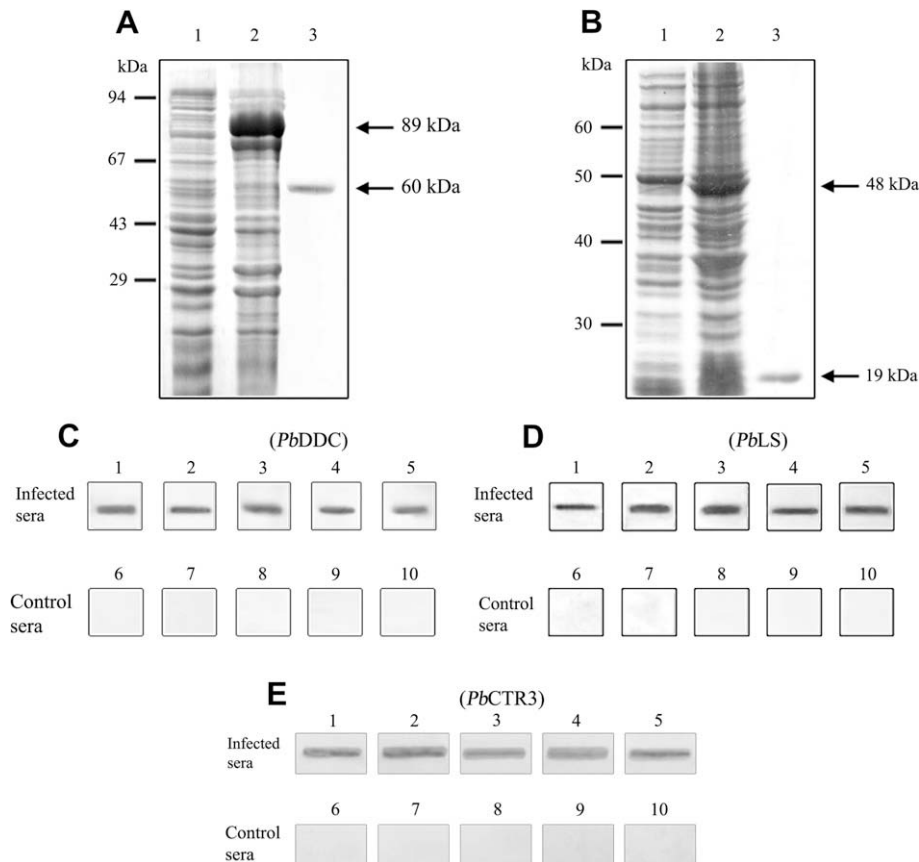 A
B
1 2 3
1 2 3
kDa
kDa
94
67
43
29
89 kDa
60 kDa
60
50
40
30
48 kDa
19 kDa
C
(PbDDC)
1 2 3 4 5
Infected
sera
6 7 8 9 10
Control
sera
D
(PbLS)
1 2 3 4 5
Infected
sera
6 7 8 9 10
Control
sera
E
(PbCTR3)
1 2 3 4 5
Infected
sera
6 7 8 9 10
Control
sera